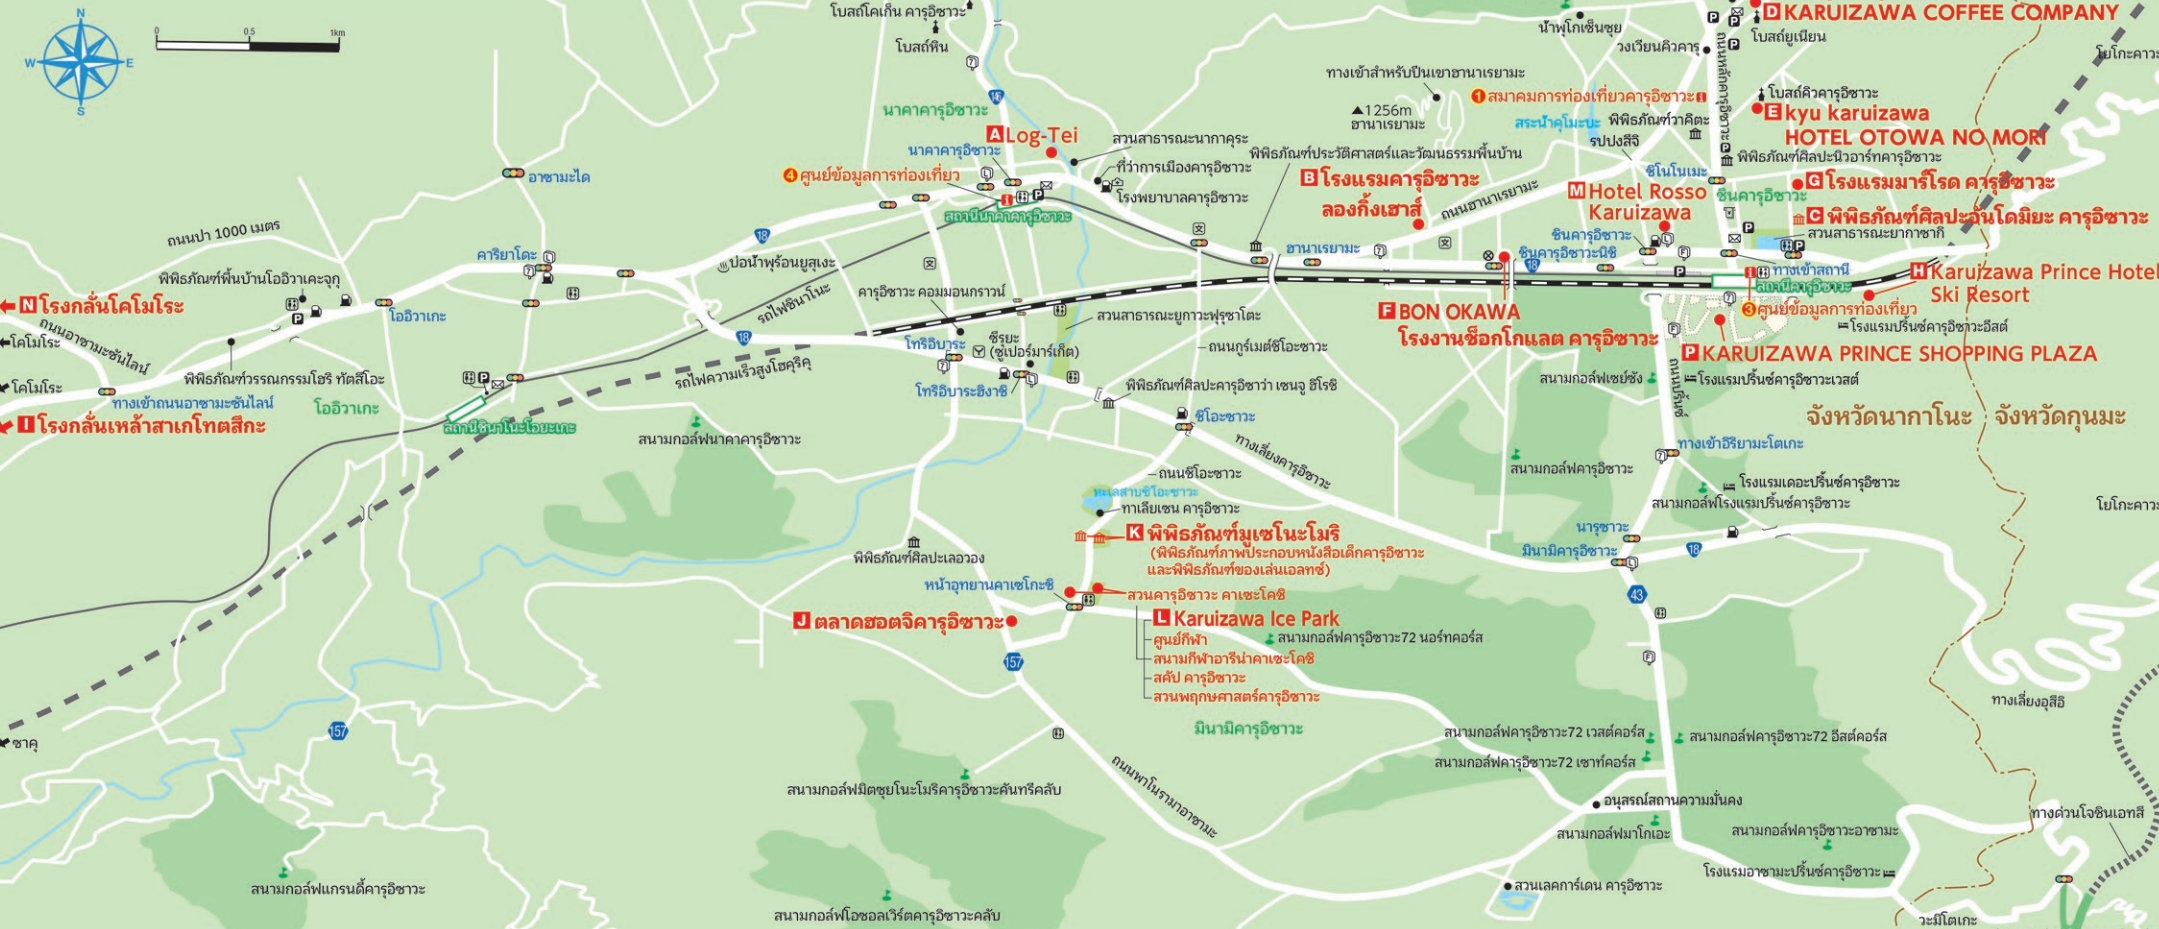 N
W
E
S
0
0.5
1km
โบสถ์โคเก็น คารุอิซาวะ
โบสถ์หิน
146
นาคาคารุอิซาวะ
A Log-Tei
นาคาคารุอิซาวะ
4 ศูนย์ข้อมูลการท่องเที่ยว
สถานีนาคาคารุอิซาวะ
สวนสาธารณะนากาคุระ
ที่ว่าการเมืองคารุอิซาวะ
โรงพยาบาลคารุอิซาวะ
น้ำพุโกเซ็นซุย
วงเวียนคิวคารุ
ทางเข้าสำหรับปีนเขาฮานาเรยามะ
▲1256m
ฮานาเรยามะ
1 สมาคมการท่องเที่ยวคารุอิซาวะ
สระน้ำคุโมะบะ
พิพิธภัณฑ์วาคิตะ
รปปงสึจิ
พิพิธภัณฑ์ประวัติศาสตร์และวัฒนธรรมพื้นบ้าน
B โรงแรมคารุอิซาวะ
ลองกิ้งเฮาส์
ถนนฮานาเรยามะ
D KARUIZAWA COFFEE COMPANY
โบสถ์ยูเนียน
ถนนหลักคารุอิซาวะ
โบสถ์คิวคารุอิซาวะ
E kyu karuizawa
HOTEL OTOWA NO MORI
พิพิธภัณฑ์ศิลปะนิวอาร์ทคารุอิซาวะ
ชิโนโนเมะ
ชินคารุอิซาวะ
G โรงแรมมาร์โรด คารุอิซาวะ
M Hotel Rosso
Karuizawa
C พิพิธภัณฑ์ศิลปะอันโดมิยะ คารุอิซาวะ
สวนสาธารณะยากาซากิ
ชินคารุอิซาวะ
ชินคารุอิซาวะนิชิ
18
ฮานาเรยามะ
ทางเข้าสถานี
สถานีคารุอิซาวะ
H Karuizawa Prince Hotel
Ski Resort
3 ศูนย์ข้อมูลการท่องเที่ยว
โรงแรมปริ้นซ์คารุอิซาวะอีสต์
F BON OKAWA
โรงงานช็อกโกแลต คารุอิซาวะ
P KARUIZAWA PRINCE SHOPPING PLAZA
โรงแรมปริ้นซ์คารุอิซาวะเวสต์
สนามกอล์ฟเซย์ซัง
ถนนปริ้นซ์
จังหวัดนากาโนะ
จังหวัดกุนมะ
อาซามะได
ถนนป่า 1000 เมตร
คาริยาโดะ
18
บ่อน้ำพุร้อนยูสุเงะ
พิพิธภัณฑ์พื้นบ้านโออิวาเคะจุกุ
N โรงกลั่นโคโมโระ
ถนนอาซามะซันไลน์
โคโมโระ
โคโมโระ
โออิวาเกะ
พิพิธภัณฑ์วรรณกรรมโฮริ ทัตสึโอะ
ทางเข้าถนนอาซามะซันไลน์
โออิวาเกะ
I โรงกลั่นเหล้าสาเกโทตสึกะ
สถานีชินาโนะโอยะเกะ
รถไฟชินาโนะ
รถไฟความเร็วสูงโฮคุริคุ
18
คารุอิซาวะ คอมมอนกราวน์
โทริอิบาระ
ซึรุยะ
(ซูเปอร์มาร์เก็ต)
โทริอิบาระฮิงาชิ
สวนสาธารณะยูกาวะฟุรุซาโตะ
ถนนกูร์เมต์ชิโอะซาวะ
พิพิธภัณฑ์ศิลปะคารุอิซาว่า เซนจู ฮิโรชิ
ชิโอะซาวะ
ทางเลี่ยงคารุอิซาวะ
สนามกอล์ฟนาคาคารุอิซาวะ
ถนนชิโอะซาวะ
ทะเลสาบชิโอะซาวะ
ทาเลียเซน คารุอิซาวะ
K พิพิธภัณฑ์มูเซโนะโมริ
(พิพิธภัณฑ์ภาพประกอบหนังสือเด็กคารุอิซาวะ
และพิพิธภัณฑ์ของเล่นเอลทซ์)
พิพิธภัณฑ์ศิลปะเลอวอง
หน้าอุทยานคาเซโกะชิ
สวนคารุอิซาวะ คาเซะโคชิ
L Karuizawa Ice Park
ศูนย์กีฬา
สนามกีฬาอารีน่าคาเซะโคชิ
สคัป คารุอิซาวะ
สวนพฤกษศาสตร์คารุอิซาวะ
J ตลาดฮอตจิคารุอิซาวะ
157
มินามิคารุอิซาวะ
สนามกอล์ฟคารุอิซาวะ72 นอร์ทคอร์ส
สนามกอล์ฟคารุอิซาวะ
ทางเข้าอิริยามะโตเกะ
โรงแรมเดอะปริ้นซ์คารุอิซาวะ
สนามกอล์ฟโรงแรมปริ้นซ์คารุอิซาวะ
นารุซาวะ
มินามิคารุอิซาวะ
18
43
ทางเลี่ยงอุสึอิ
สนามกอล์ฟคารุอิซาวะ72 เวสต์คอร์ส
สนามกอล์ฟคารุอิซาวะ72 อีสต์คอร์ส
สนามกอล์ฟคารุอิซาวะ72 เซาท์คอร์ส
อนุสรณ์สถานความมั่นคง
สนามกอล์ฟมาโกเอะ
สนามกอล์ฟคารุอิซาวะอาซามะ
ทางด่วนโจชินเอทสึ
โรงแรมอาซามะปริ้นซ์คารุอิซาวะ
สวนเลคการ์เดน คารุอิซาวะ
วะมิโตเกะ
157
ซาคุ
สนามกอล์ฟมิตซุยโนะโมริคารุอิซาวะคันทรีคลับ
ถนนพาโนรามาอาซามะ
สนามกอล์ฟแกรนดี้คารุอิซาวะ
สนามกอล์ฟโอซอลเวิร์ตคารุอิซาวะคลับ